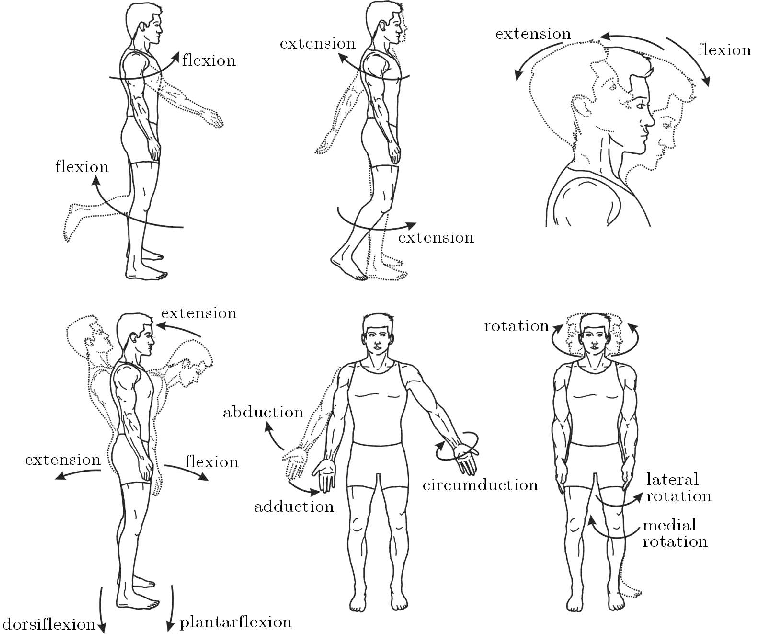 flexion
extension
extension
flexion
flexion
extension
extension
rotation
abduction
extension
flexion
adduction
circumduction
lateral
rotation
medial
rotation
dorsiflexion
plantarflexion